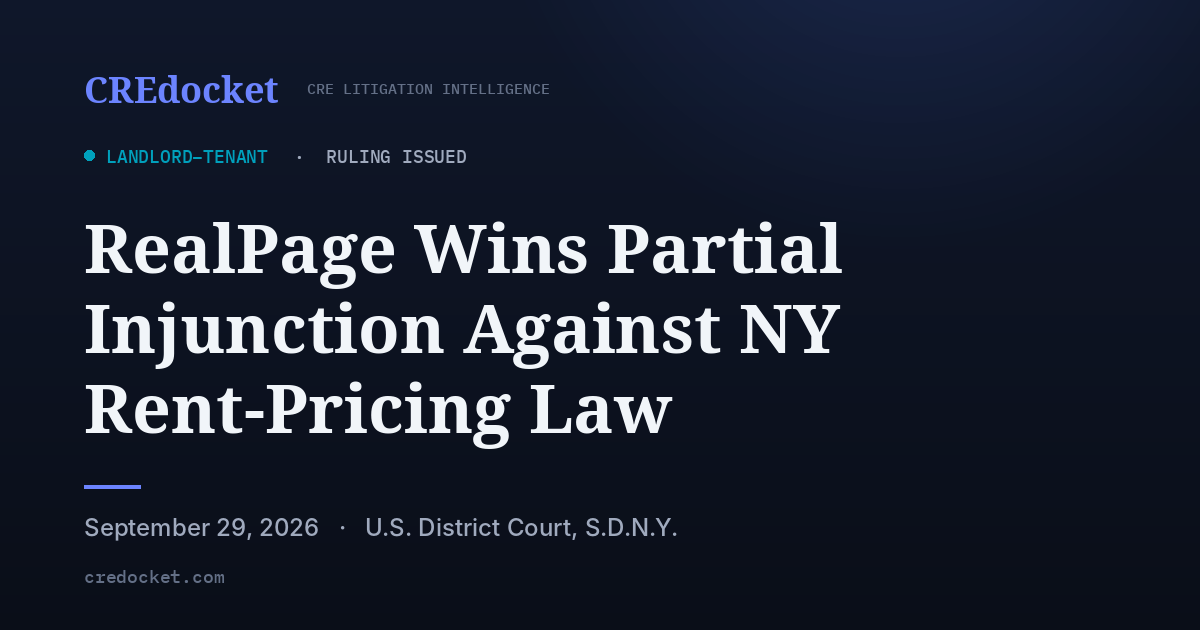 CREdocket CRE LITIGATION INTELLIGENCE
LANDLORD–TENANT · RULING ISSUED
RealPage Wins Partial
Injunction Against NY
Rent-Pricing Law
September 29, 2026 · U.S. District Court, S.D.N.Y.
credocket.com